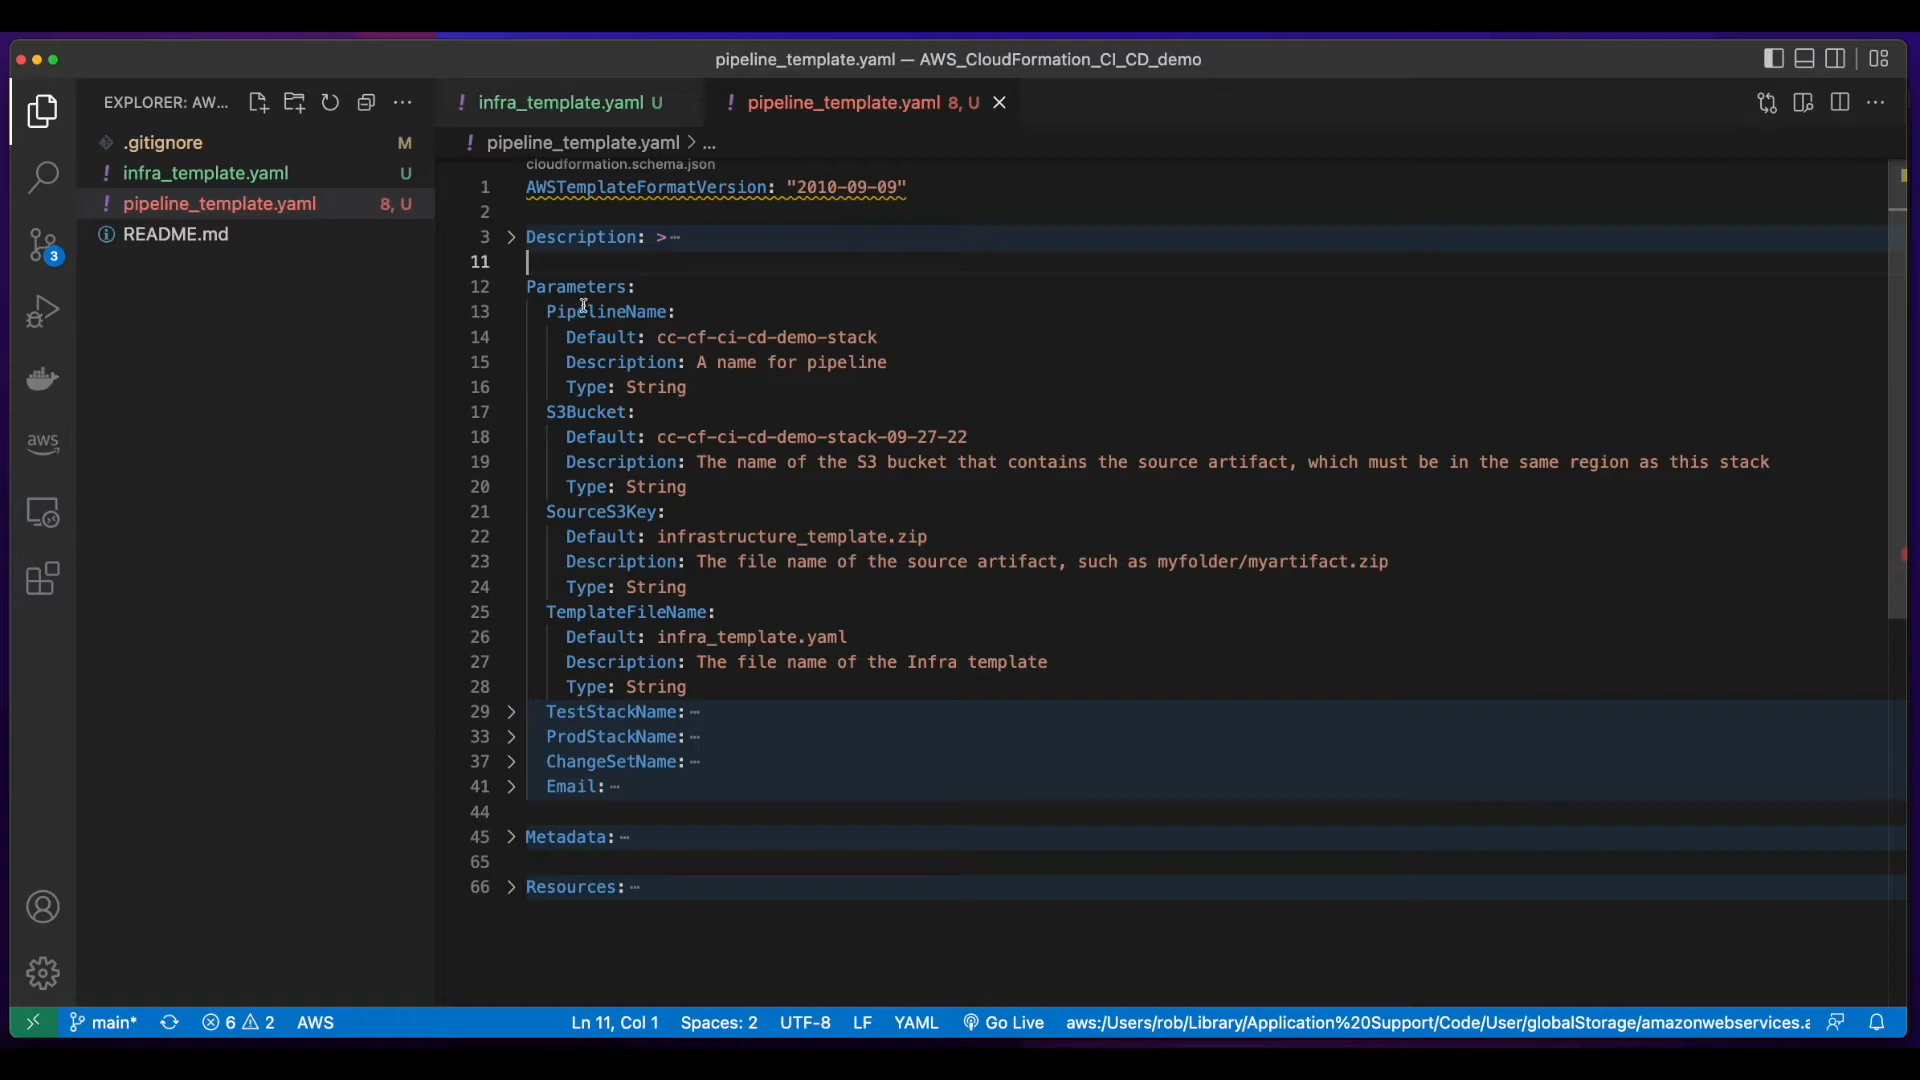 pipeline_template.yaml — AWS_CloudFormation_CI_CD_demo
EXPLORER: AW...
.gitignore M
! infra_template.yaml U
! pipeline_template.yaml 8, U
README.md
3
aws
! infra_template.yaml U
! pipeline_template.yaml 8, U
! pipeline_template.yaml > ...
cloudformation.schema.json
1 AWSTemplateFormatVersion: "2010-09-09"
2
3 Description: >
11
12 Parameters:
13 PipelineName:
14 Default: cc-cf-ci-cd-demo-stack
15 Description: A name for pipeline
16 Type: String
17 S3Bucket:
18 Default: cc-cf-ci-cd-demo-stack-09-27-22
19 Description: The name of the S3 bucket that contains the source artifact, which must be in the same region as this stack
20 Type: String
21 SourceS3Key:
22 Default: infrastructure_template.zip
23 Description: The file name of the source artifact, such as myfolder/myartifact.zip
24 Type: String
25 TemplateFileName:
26 Default: infra_template.yaml
27 Description: The file name of the Infra template
28 Type: String
29 TestStackName:
33 ProdStackName:
37 ChangeSetName:
41 Email:
44
45 Metadata:
65
66 Resources:
main* 6 2 AWS Ln 11, Col 1 Spaces: 2 UTF-8 LF YAML Go Live aws:/Users/rob/Library/Application%20Support/Code/User/globalStorage/amazonwebservices.a